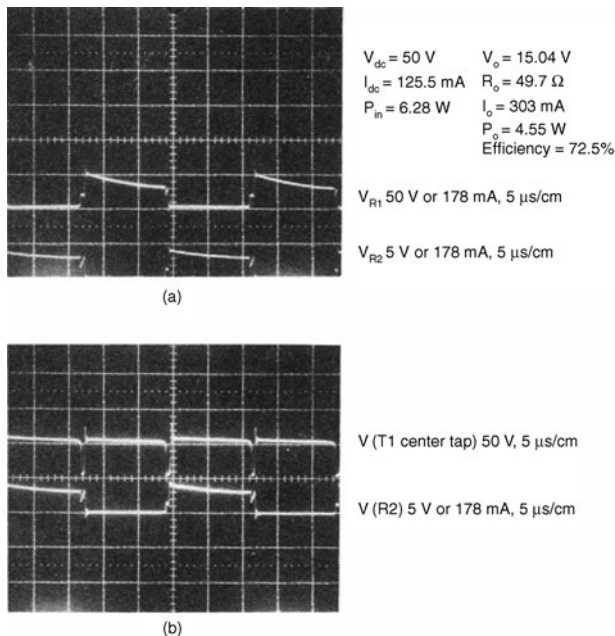 V_dc = 50 V V_o = 15.04 V
I_dc = 125.5 mA R_o = 49.7 Ω
P_in = 6.28 W I_o = 303 mA
P_o = 4.55 W
Efficiency = 72.5%
V_R1 50 V or 178 mA, 5 μs/cm
V_R2 5 V or 178 mA, 5 μs/cm
(a)
V (T1 center tap) 50 V, 5 μs/cm
V (R2) 5 V or 178 mA, 5 μs/cm
(b)